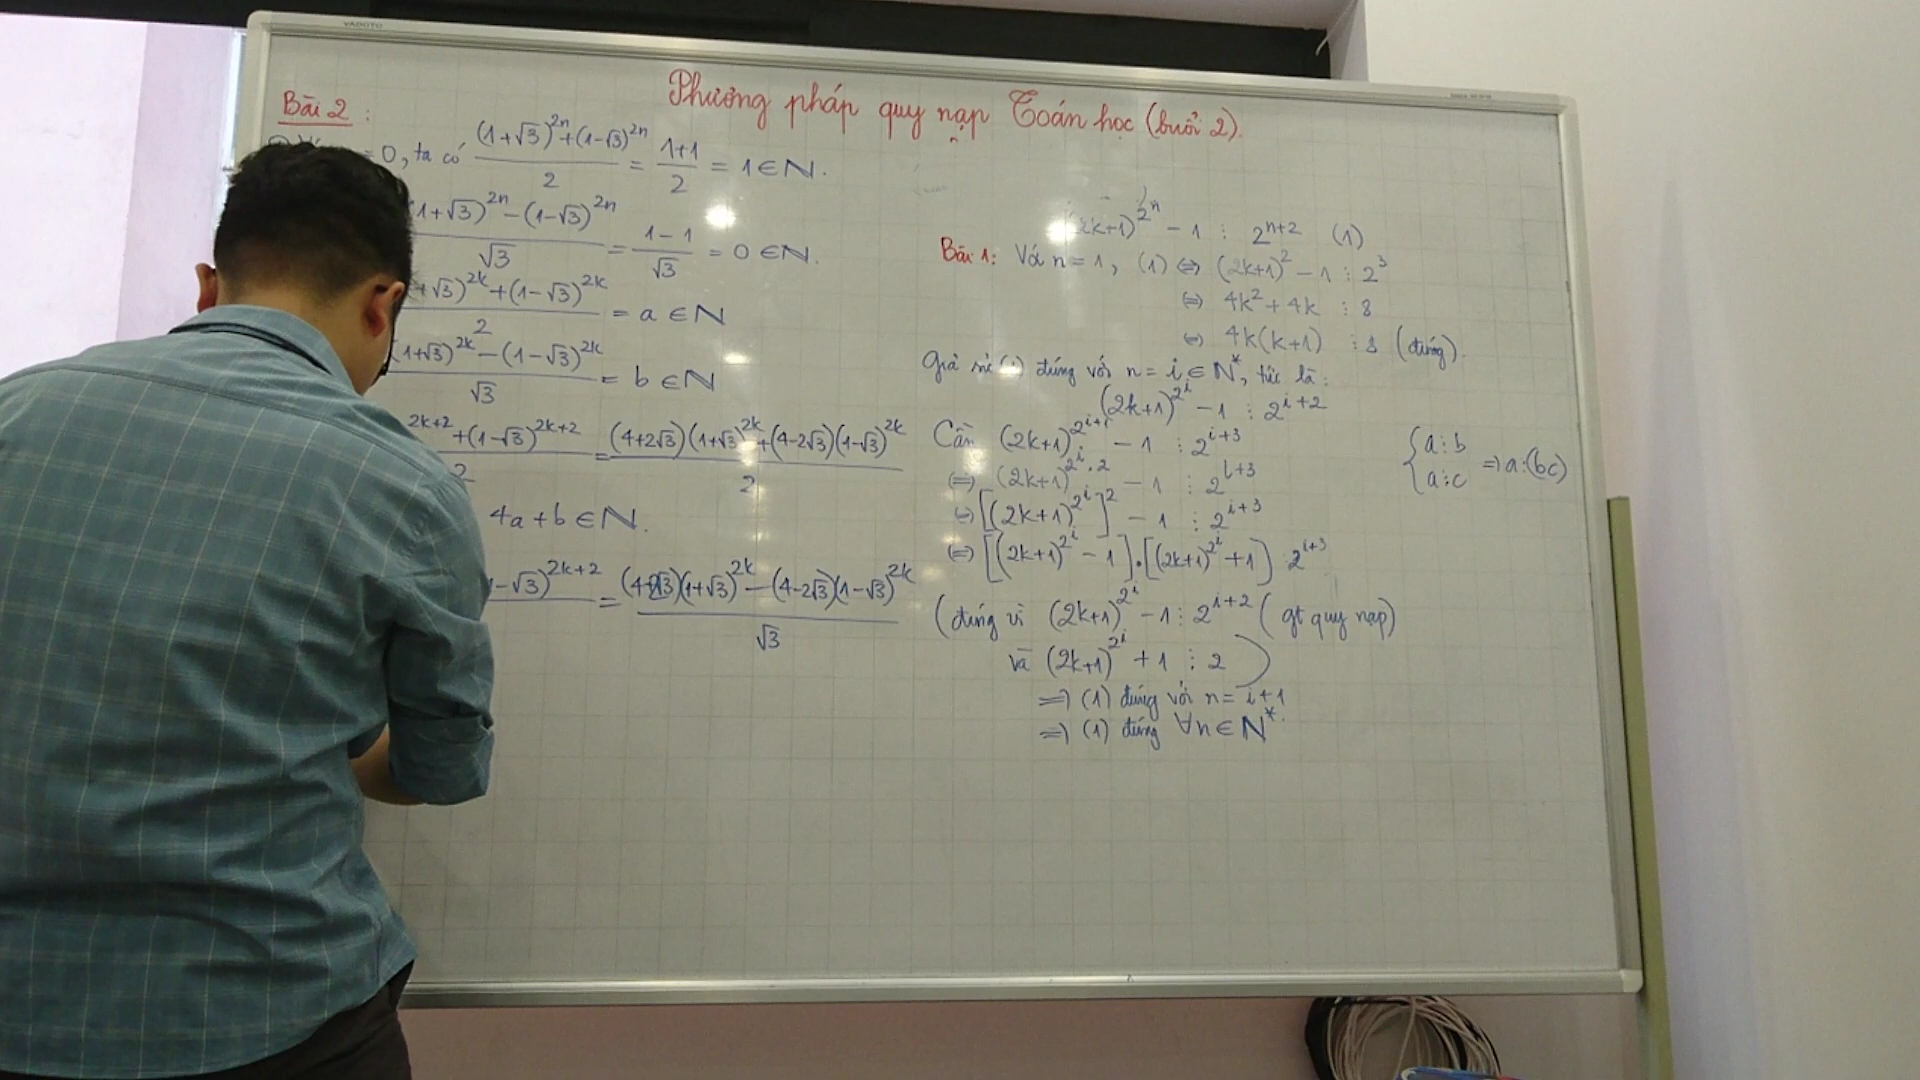 Phương pháp quy nạp Toán học (buổi 2).
Bài 2 :
= 0, ta có ((1+√3)^2n + (1-√3)^2n)/2 = (1+1)/2 = 1 ∈ N.
(1+√3)^2n - (1-√3)^2n / √3 = (1-1)/√3 = 0 ∈ N.
+√3)^2k + (1-√3)^2k / 2 = a ∈ N
(1+√3)^2k - (1-√3)^2k / √3 = b ∈ N
2k+2 + (1-√3)^2k+2 / 2 = ((4+2√3)(1+√3)^2k + (4-2√3)(1-√3)^2k)/2
4a+b ∈ N.
-√3)^2k+2 = ((4+2√3)(1+√3)^2k - (4-2√3)(1-√3)^2k)/√3
2k+1)^2^n - 1 ⋮ 2^n+2 (1)
Bài 1: Với n = 1, (1) ⇔ (2k+1)^2 - 1 ⋮ 2^3
⇔ 4k^2 + 4k ⋮ 8
⇔ 4k(k+1) ⋮ 8 (đúng).
Giả sử (1) đúng với n = i ∈ N*, tức là:
(2k+1)^2^i - 1 ⋮ 2^i+2
Cần (2k+1)^2^i+1 - 1 ⋮ 2^i+3
⇔ (2k+1)^2^i.2 - 1 ⋮ 2^i+3
⇔ [(2k+1)^2^i]^2 - 1 ⋮ 2^i+3
⇔ [(2k+1)^2^i - 1].[(2k+1)^2^i + 1] ⋮ 2^i+3
(đúng vì (2k+1)^2^i - 1 ⋮ 2^i+2 (gt quy nạp)
và (2k+1)^2^i + 1 ⋮ 2 )
⇒ (1) đúng với n = i+1
⇒ (1) đúng ∀n ∈ N*.
{ a⋮b
a⋮c ⇒ a⋮(bc)